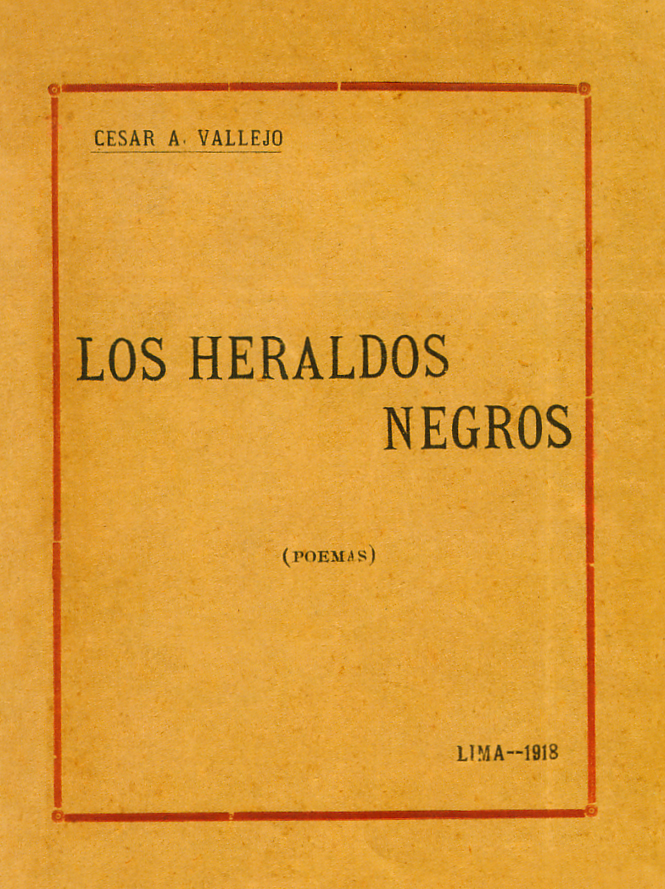 CESAR A. VALLEJO
LOS HERALDOS
NEGROS
(POEMAS)
LIMA--1918